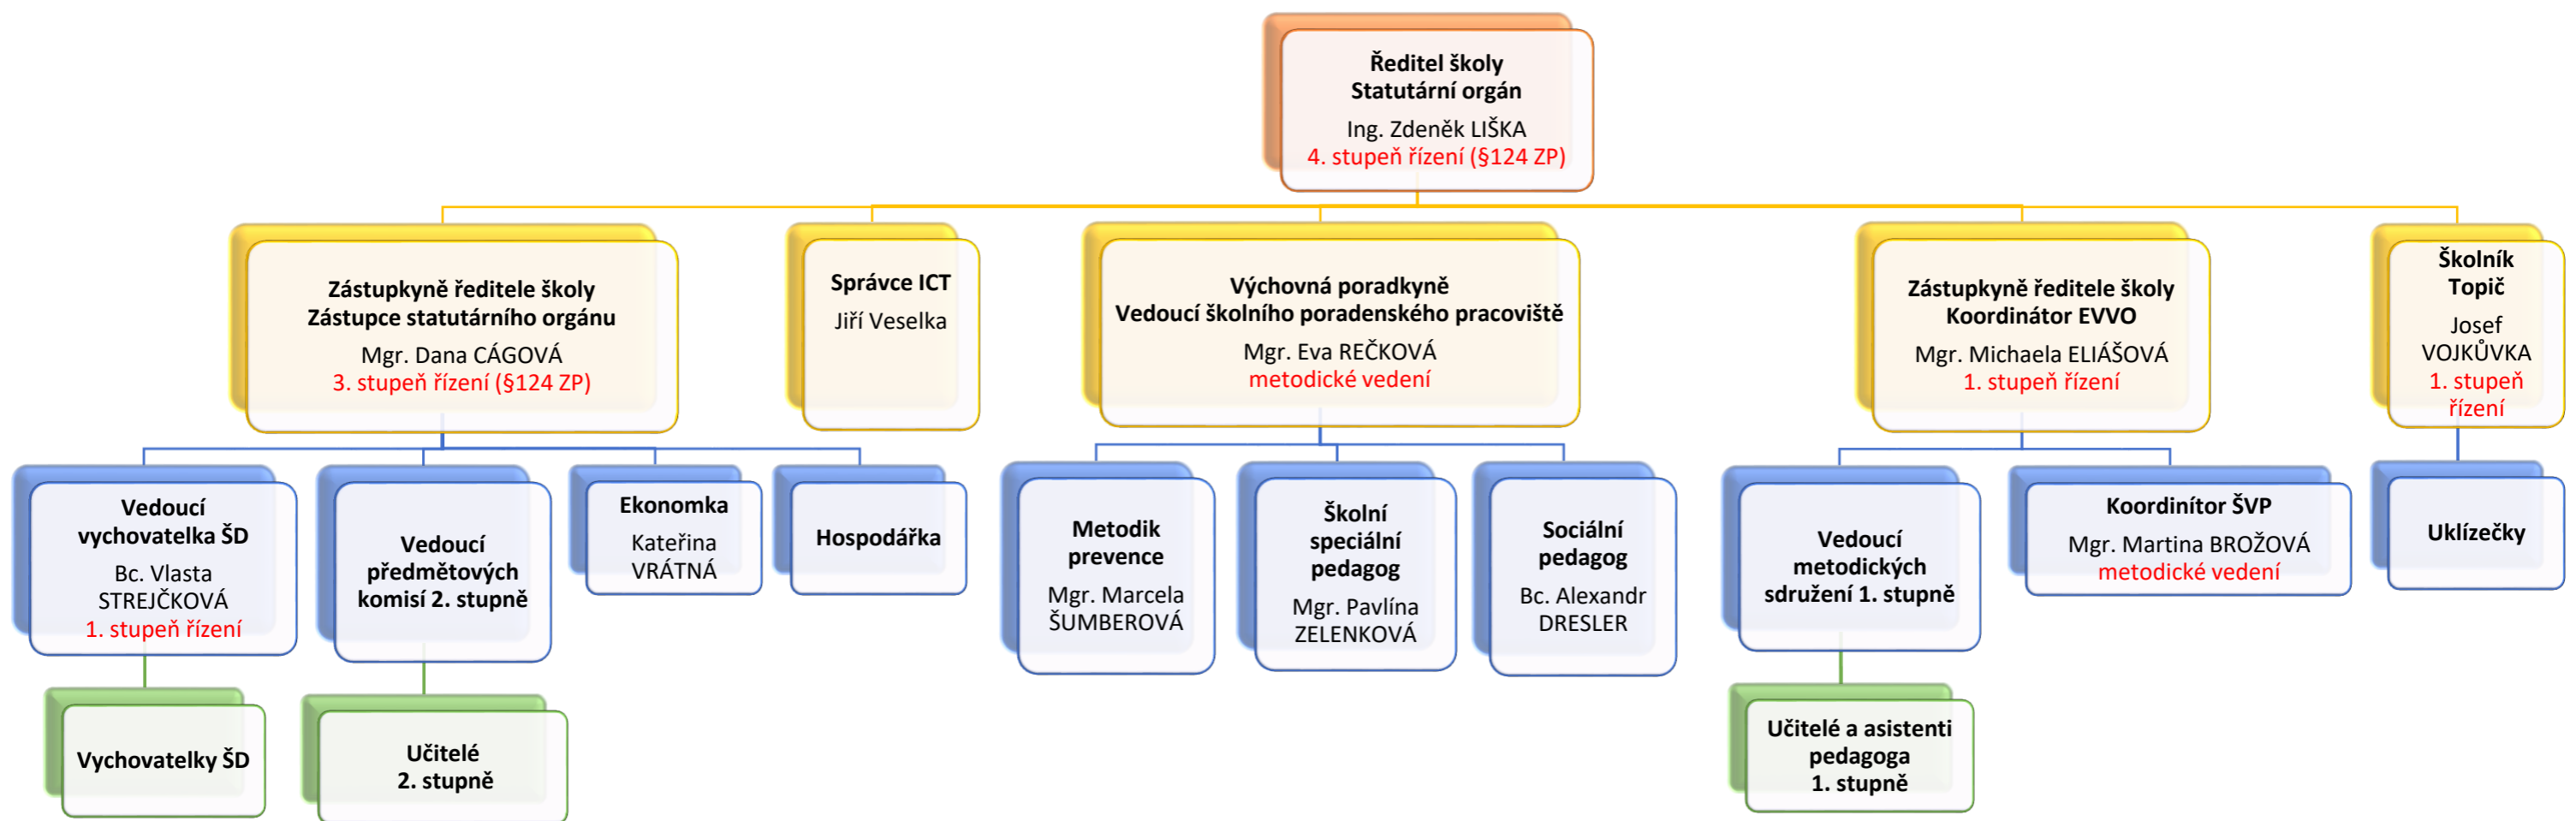 Ředitel školy
Statutární orgán
Ing. Zdeněk LIŠKA
4. stupeň řízení (§124 ZP)
Zástupkyně ředitele školy
Zástupce statutárního orgánu
Mgr. Dana CÁGOVÁ
3. stupeň řízení (§124 ZP)
Správce ICT
Jiří Veselka
Výchovná poradkyně
Vedoucí školního poradenského pracoviště
Mgr. Eva REČKOVÁ
metodické vedení
Zástupkyně ředitele školy
Koordinátor EVVO
Mgr. Michaela ELIÁŠOVÁ
1. stupeň řízení
Školník
Topič
Josef
VOJKŮVKA
1. stupeň
řízení
Vedoucí
vychovatelka ŠD
Bc. Vlasta
STREJČKOVÁ
1. stupeň řízení
Vedoucí
předmětových
komisí 2. stupně
Ekonomka
Kateřina
VRÁTNÁ
Hospodářka
Metodik
prevence
Mgr. Marcela
ŠUMBEROVÁ
Školní
speciální
pedagog
Mgr. Pavlína
ZELENKOVÁ
Sociální
pedagog
Bc. Alexandr
DRESLER
Vedoucí
metodických
sdružení 1. stupně
Koordinítor ŠVP
Mgr. Martina BROŽOVÁ
metodické vedení
Uklízečky
Vychovatelky ŠD
Učitelé
2. stupně
Učitelé a asistenti
pedagoga
1. stupně